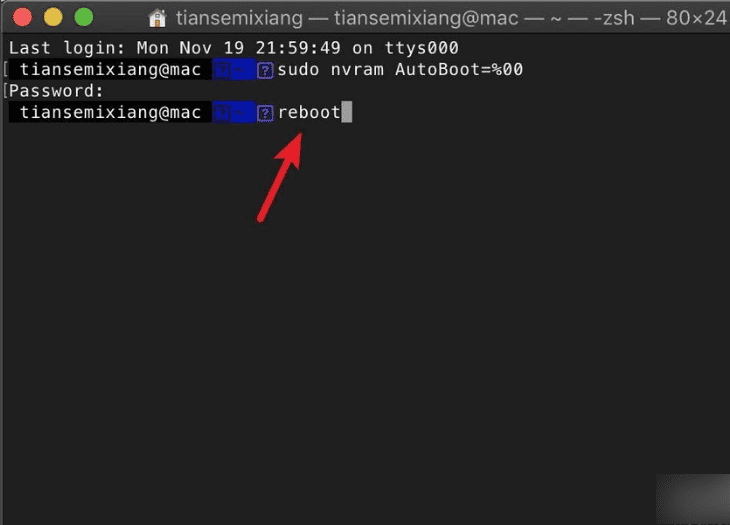 tiansemixiang — tiansemixiang@mac — ~ — -zsh — 80×24
Last login: Mon Nov 19 21:59:49 on ttys000
[ tiansemixiang@mac ~ sudo nvram AutoBoot=%00
[Password:
tiansemixiang@mac ~ reboot